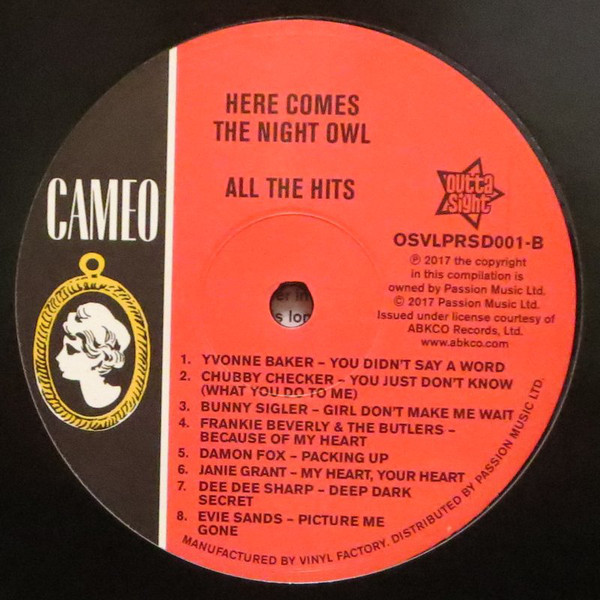 HERE COMES
THE NIGHT OWL
ALL THE HITS
CAMEO
outta
sight
OSVLPRSD001-B
℗ 2017 the copyright
in this compilation is
owned by Passion Music Ltd.
© 2017 Passion Music Ltd.
Issued under license courtesy of
ABKCO Records, Ltd.
www.abkco.com
1. YVONNE BAKER – YOU DIDN'T SAY A WORD
2. CHUBBY CHECKER – YOU JUST DON'T KNOW
(WHAT YOU DO TO ME)
3. BUNNY SIGLER – GIRL DON'T MAKE ME WAIT
4. FRANKIE BEVERLY & THE BUTLERS –
BECAUSE OF MY HEART
5. DAMON FOX – PACKING UP
6. JANIE GRANT – MY HEART, YOUR HEART
7. DEE DEE SHARP – DEEP DARK
SECRET
8. EVIE SANDS – PICTURE ME
GONE
MANUFACTURED BY VINYL FACTORY. DISTRIBUTED BY PASSION MUSIC LTD.